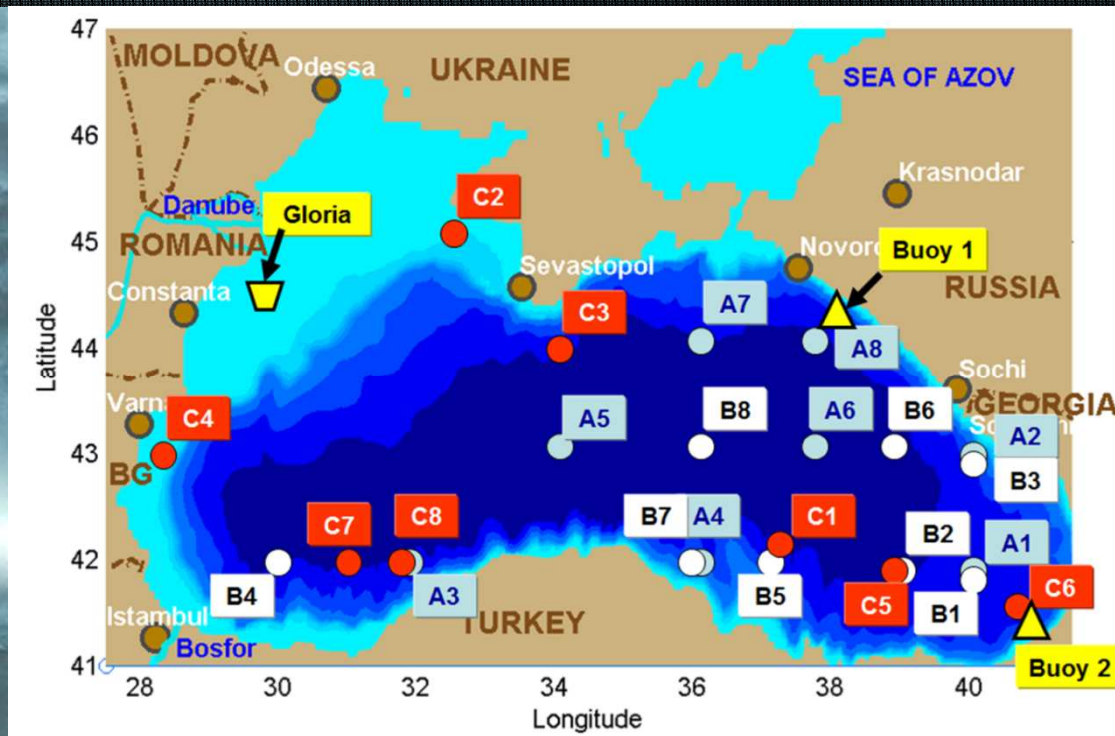 47
46
45
44
43
42
41
Latitude
28
30
32
34
36
38
40
Longitude
MOLDOVA
Odessa
UKRAINE
SEA OF AZOV
Krasnodar
C2
Danube
Gloria
ROMANIA
Sevastopol
Buoy 1
RUSSIA
Constanta
C3
A7
A8
Sochi
GEORGIA
C4
A5
B8
A6
B6
A2
B3
BG
C7
C8
B7
A4
C1
B2
A1
B4
A3
B5
C5
B1
C6
Istambul
Bosfor
TURKEY
Buoy 2